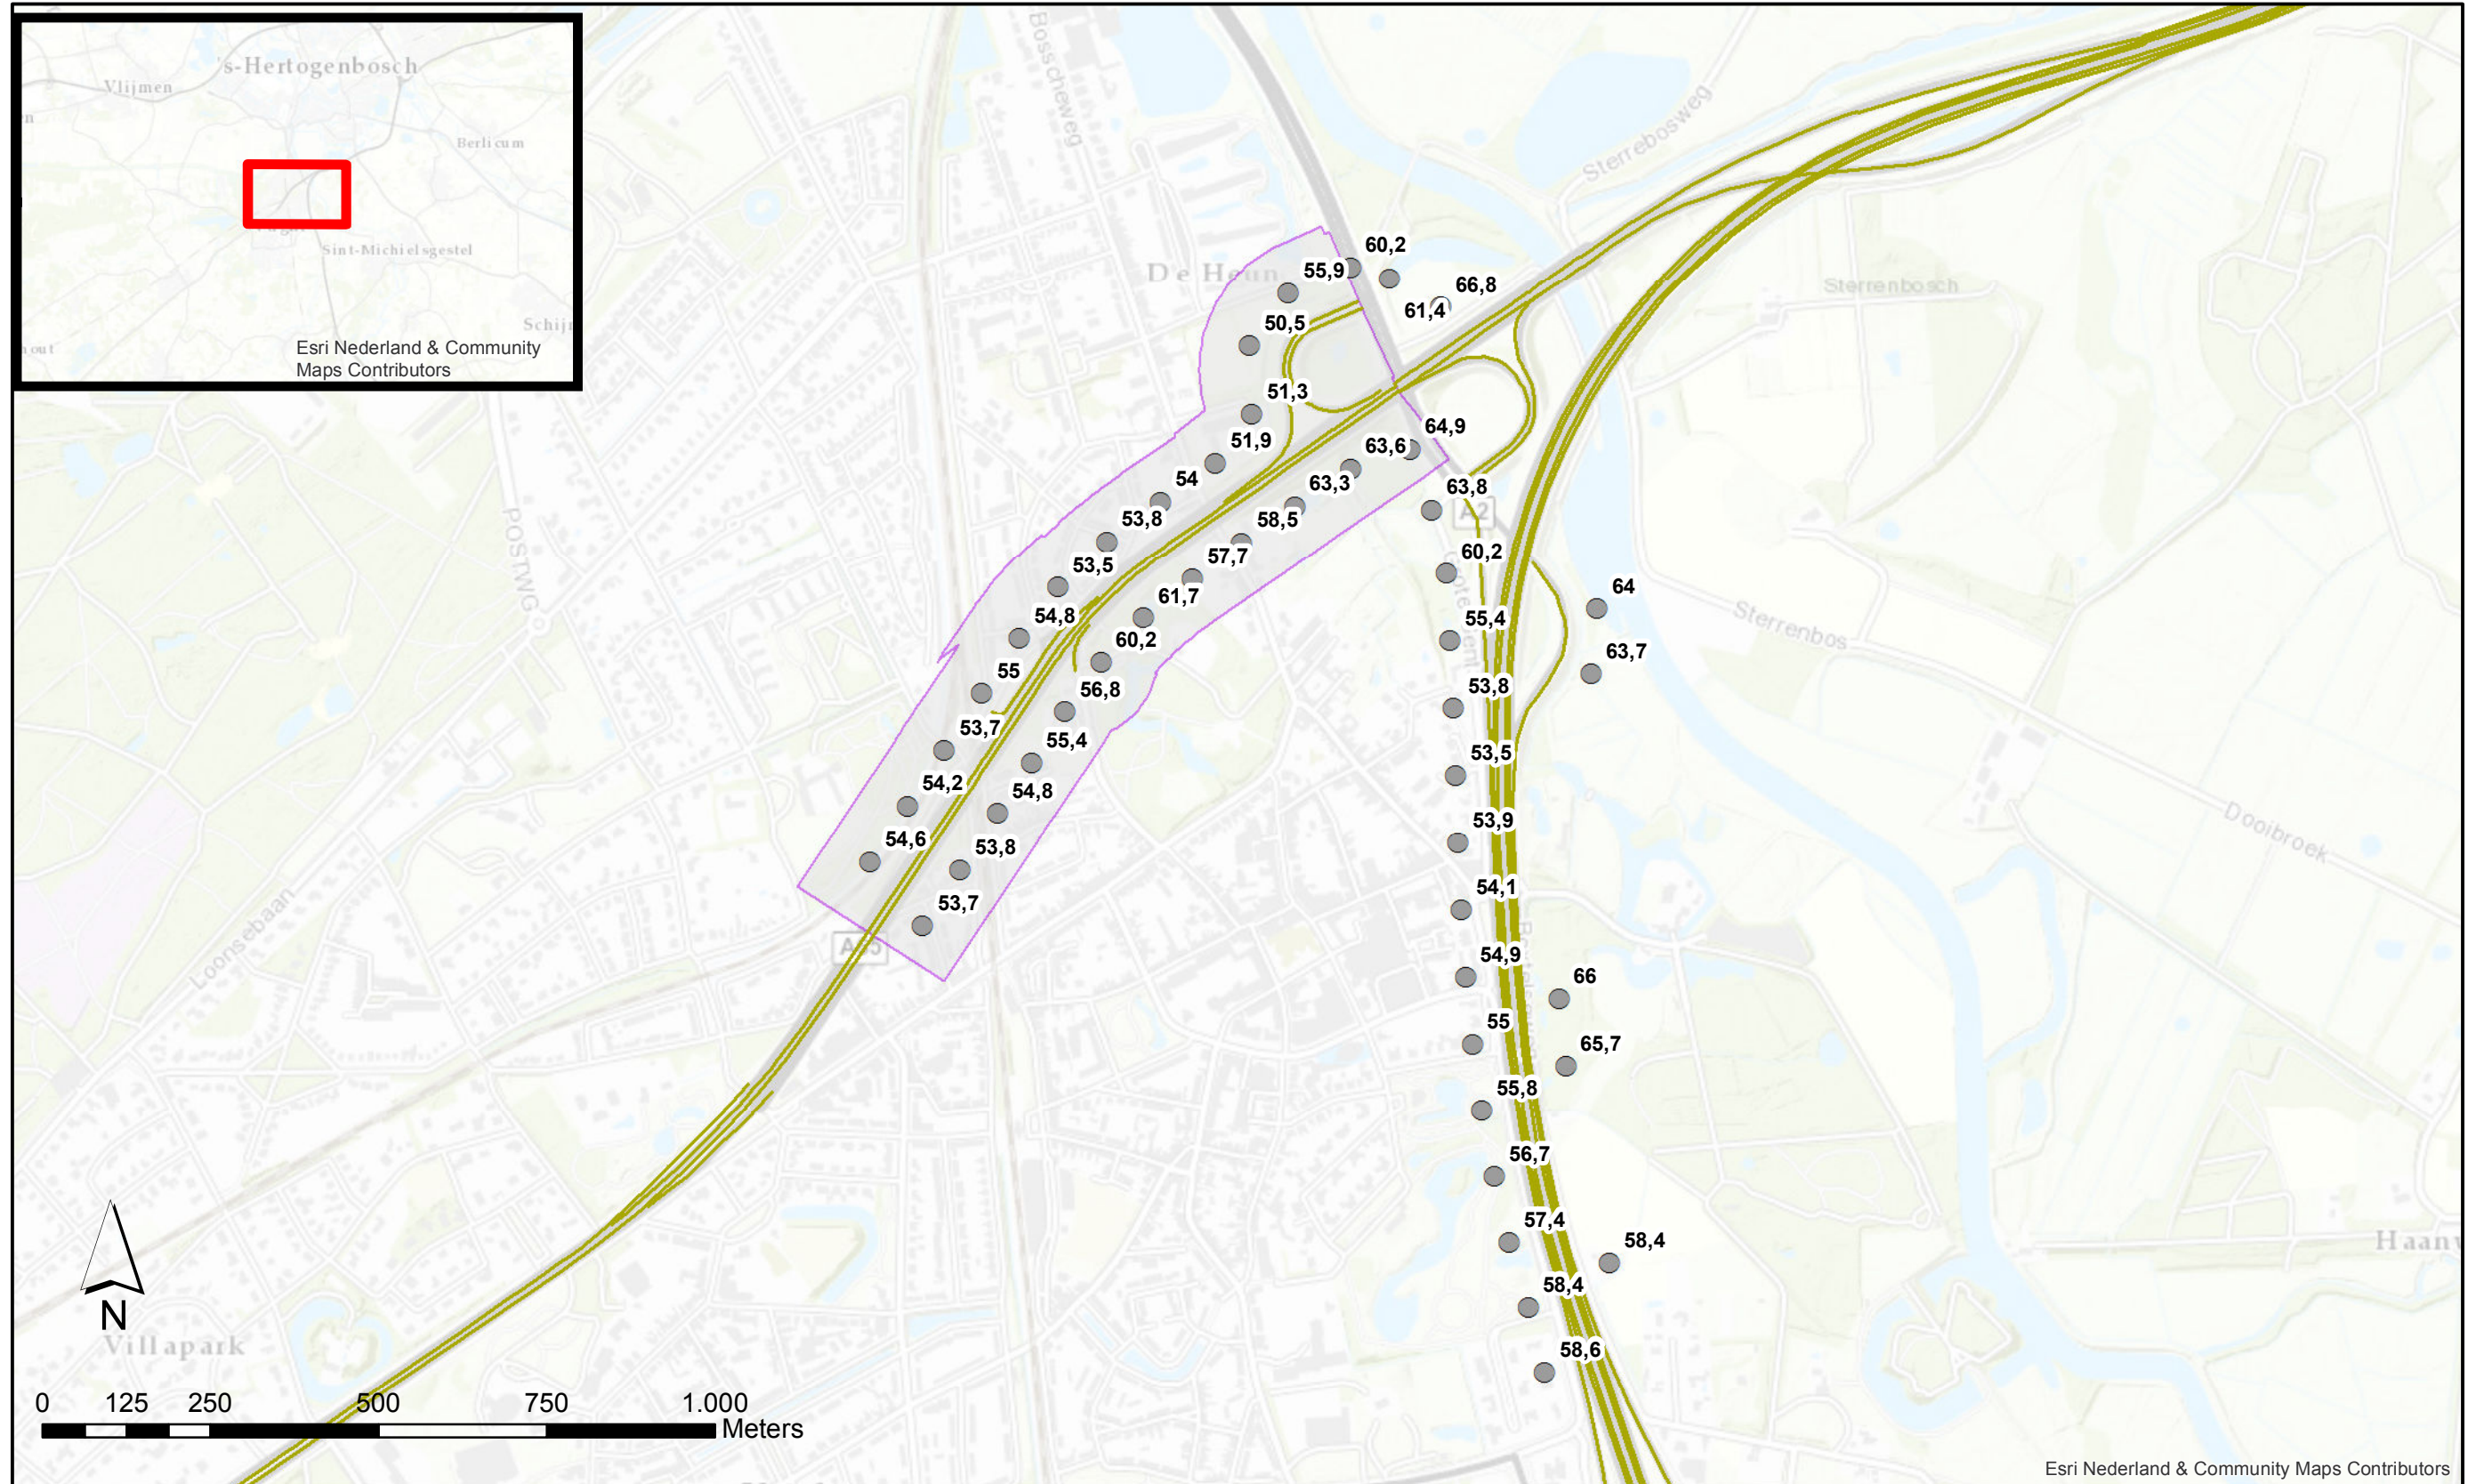 's-Hertogenbosch
Vlijmen
Berlicum
Sint-Michielsgestel
Esri Nederland & Community
Maps Contributors
Bosscheweg
Sterrebosweg
De Heun
Sterrenbosch
60,2
55,9
66,8
61,4
50,5
51,3
51,9
64,9
63,6
54
63,3
63,8
A2
53,8
58,5
POSTWG
57,7
60,2
53,5
61,7
64
54,8
60,2
55,4
Sterrenbos
63,7
55
56,8
53,8
53,7
55,4
53,5
54,2
54,8
53,9
Dooibroek
54,6
53,8
54,1
53,7
Loonsebaan
54,9
66
55
65,7
55,8
56,7
57,4
58,4
Haanw
58,4
N
Villapark
58,6
0 125 250 500 750 1.000
Meters
Esri Nederland & Community Maps Contributors